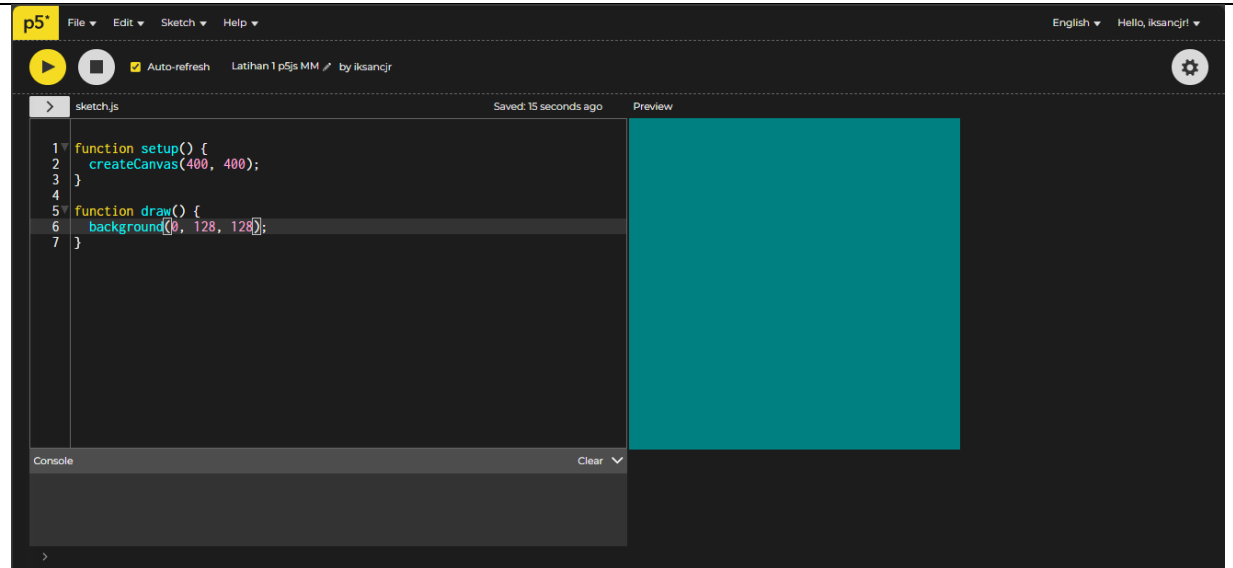 p5* File Edit Sketch Help English Hello, iksancjr!
Auto-refresh Latihan 1 p5js MM by iksancjr
> sketch.js Saved: 15 seconds ago Preview
1 function setup() {
2 createCanvas(400, 400);
3 }
4
5 function draw() {
6 background(0, 128, 128);
7 }
Console Clear
>